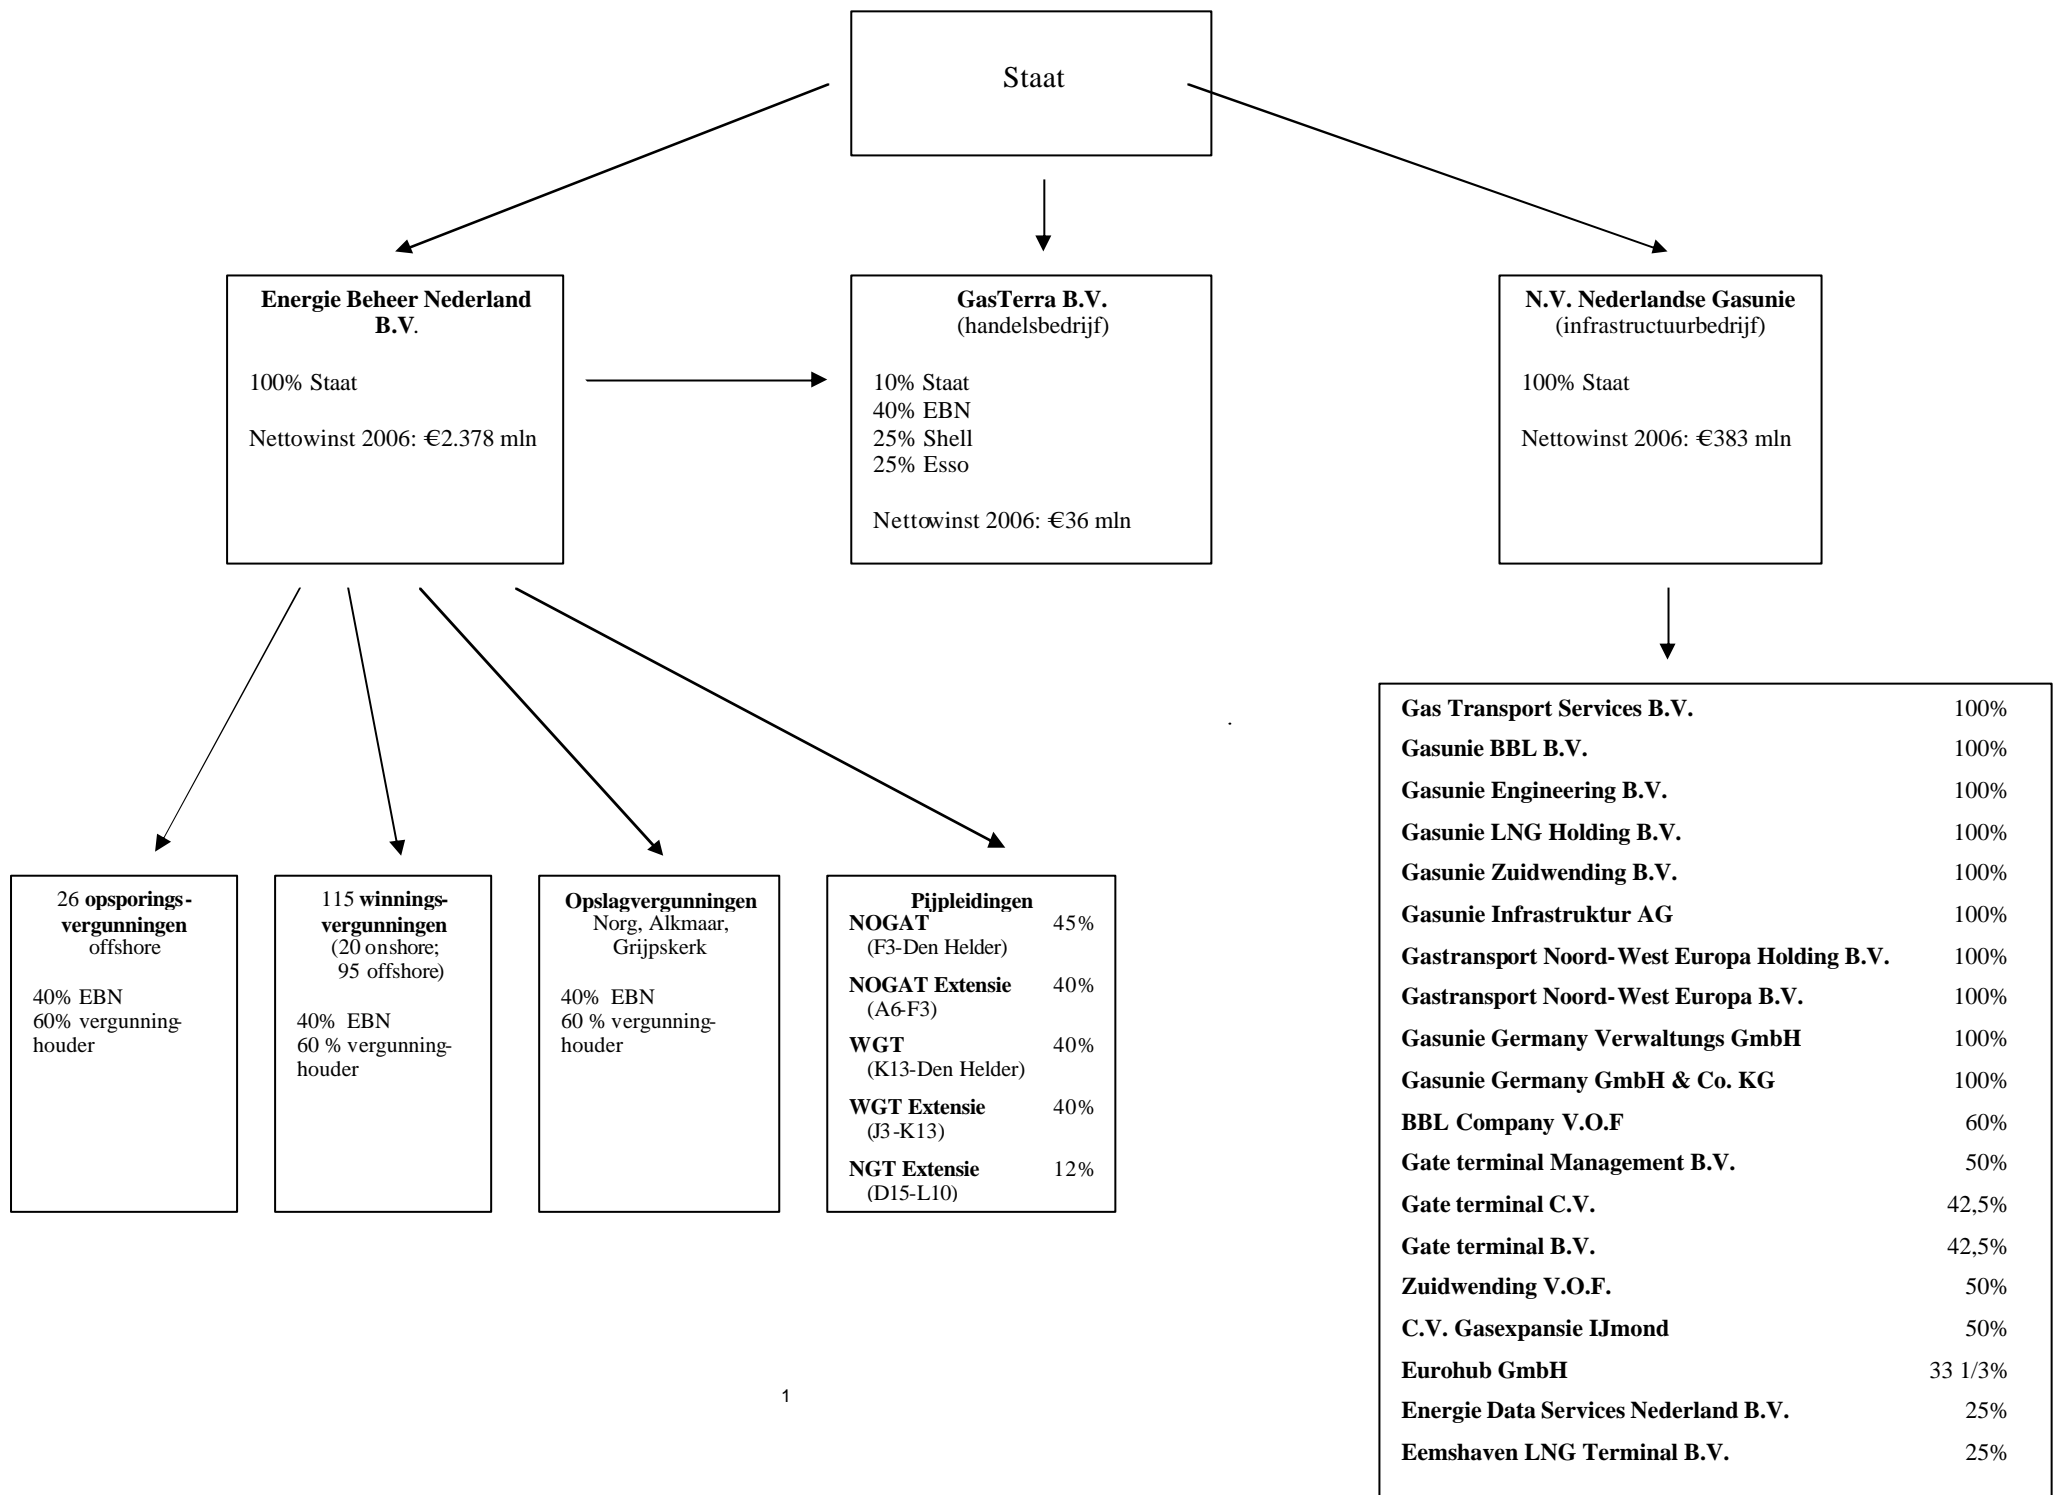 Staat
Energie Beheer Nederland
B.V.
100% Staat
Nettowinst 2006: €2.378 mln
GasTerra B.V.
(handelsbedrijf)
10% Staat
40% EBN
25% Shell
25% Esso
Nettowinst 2006: €36 mln
N.V. Nederlandse Gasunie
(infrastructuurbedrijf)
100% Staat
Nettowinst 2006: €383 mln
26 opsporings-
vergunningen
offshore
40% EBN
60% vergunning-
houder
115 winnings-
vergunningen
(20 onshore;
95 offshore)
40% EBN
60 % vergunning-
houder
Opslagvergunningen
Norg, Alkmaar,
Grijpskerk
40% EBN
60 % vergunning-
houder
Pijpleidingen
NOGAT 45%
(F3-Den Helder)
NOGAT Extensie 40%
(A6-F3)
WGT 40%
(K13-Den Helder)
WGT Extensie 40%
(J3-K13)
NGT Extensie 12%
(D15-L10)
Gas Transport Services B.V. 100%
Gasunie BBL B.V. 100%
Gasunie Engineering B.V. 100%
Gasunie LNG Holding B.V. 100%
Gasunie Zuidwending B.V. 100%
Gasunie Infrastruktur AG 100%
Gastransport Noord-West Europa Holding B.V. 100%
Gastransport Noord-West Europa B.V. 100%
Gasunie Germany Verwaltungs GmbH 100%
Gasunie Germany GmbH & Co. KG 100%
BBL Company V.O.F 60%
Gate terminal Management B.V. 50%
Gate terminal C.V. 42,5%
Gate terminal B.V. 42,5%
Zuidwending V.O.F. 50%
C.V. Gasexpansie IJmond 50%
Eurohub GmbH 33 1/3%
Energie Data Services Nederland B.V. 25%
Eemshaven LNG Terminal B.V. 25%
1